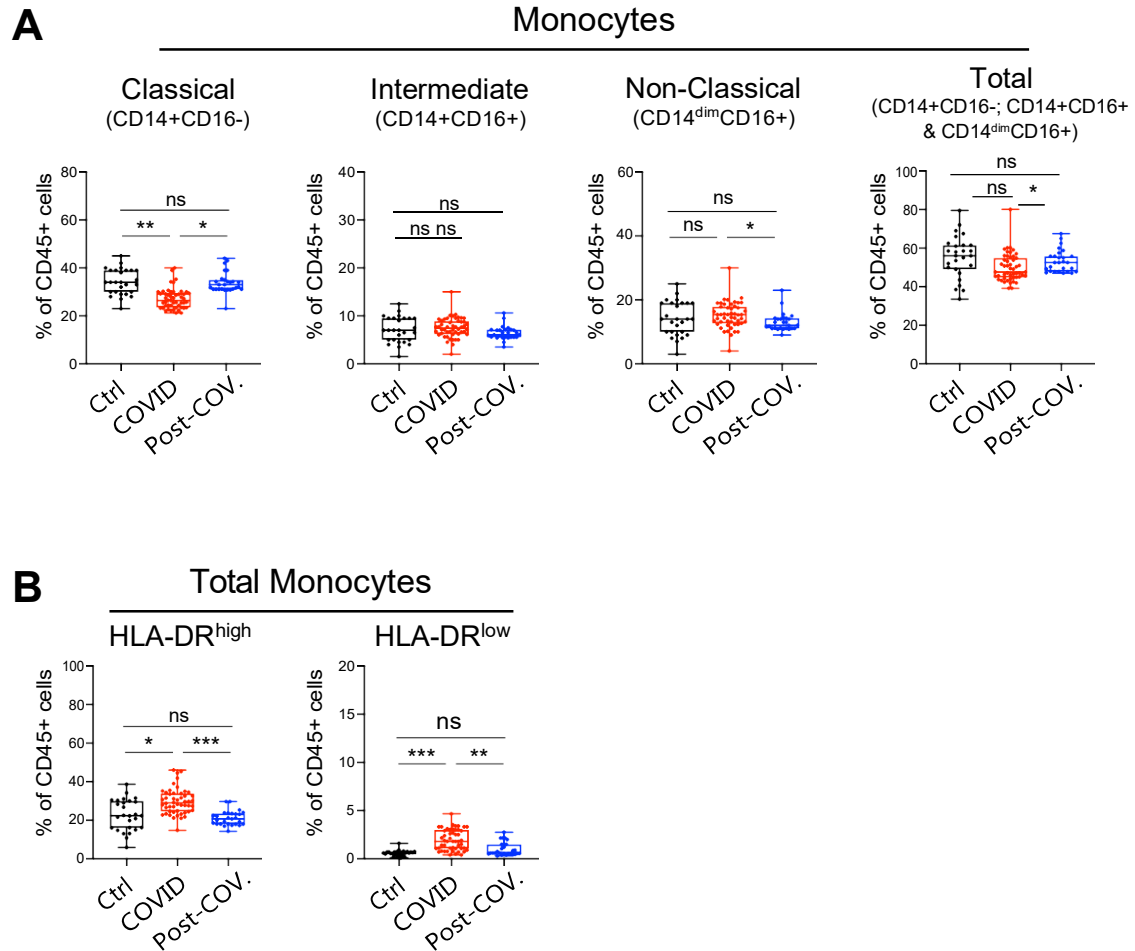 A
Monocytes
Classical
(CD14+CD16-)
% of CD45+ cells
80
60
40
20
0
ns
** *
Ctrl
COVID
Post-COV.
Intermediate
(CD14+CD16+)
% of CD45+ cells
40
30
20
10
0
ns
ns ns
Ctrl
COVID
Post-COV.
Non-Classical
(CD14dimCD16+)
% of CD45+ cells
60
40
20
0
ns
ns *
Ctrl
COVID
Post-COV.
Total
(CD14+CD16-; CD14+CD16+
& CD14dimCD16+)
% of CD45+ cells
100
80
60
40
20
0
ns
ns *
Ctrl
COVID
Post-COV.
B
Total Monocytes
HLA-DRhigh
% of CD45+ cells
100
80
60
40
20
0
ns
* ***
Ctrl
COVID
Post-COV.
HLA-DRlow
% of CD45+ cells
20
15
10
5
0
ns
*** **
Ctrl
COVID
Post-COV.